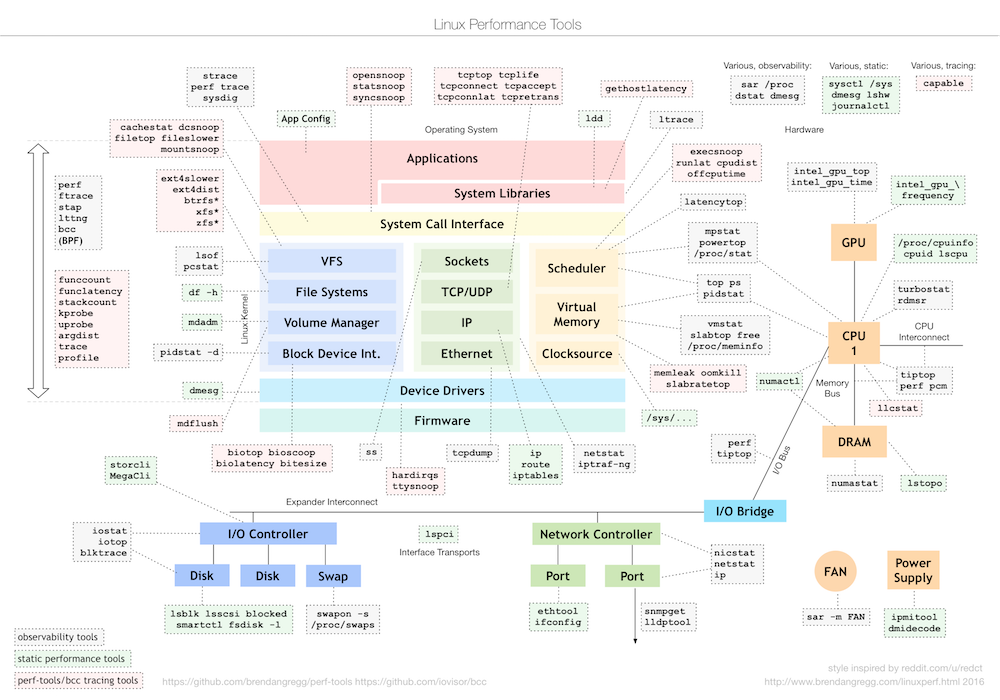 Linux Performance Tools
Various, observability:
sar /proc
dstat dmesg
Various, static:
sysctl /sys
dmesg lshw
journalctl
Various, tracing:
capable
strace
perf trace
sysdig
opensnoop
statsnoop
syncsnoop
tcptop tcplife
tcpconnect tcpaccept
tcpconnlat tcpretrans
gethostlatency
App Config
Operating System
ldd
ltrace
Hardware
cachestat dcsnoop
filetop fileslower
mountsnoop
Applications
System Libraries
System Call Interface
execsnoop
runlat cpudist
offcputime
perf
ftrace
stap
lttng
bcc
(BPF)
ext4slower
ext4dist
btrfs*
xfs*
zfs*
latencytop
intel_gpu_top
intel_gpu_time
intel_gpu_\
frequency
GPU
lsof
pcstat
VFS
Sockets
Scheduler
mpstat
powertop
/proc/stat
/proc/cpuinfo
cpuid lscpu
funccount
funclatency
stackcount
kprobe
uprobe
argdist
trace
profile
df -h
File Systems
TCP/UDP
Virtual
Memory
top ps
pidstat
turbostat
rdmsr
mdadm
Linux Kernel
Volume Manager
IP
vmstat
slabtop free
/proc/meminfo
CPU
1
CPU
Interconnect
pidstat -d
Block Device Int.
Ethernet
Clocksource
memleak oomkill
slabratetop
numactl
Memory
Bus
tiptop
perf pcm
dmesg
Device Drivers
llcstat
mdflush
Firmware
/sys/...
DRAM
biotop bioscoop
biolatency bitesize
ss
tcpdump
ip
route
iptables
netstat
iptraf-ng
perf
tiptop
I/O Bus
hardirqs
ttysnoop
numastat
lstopo
storcli
MegaCli
Expander Interconnect
I/O Bridge
iostat
iotop
blktrace
I/O Controller
lspci
Interface Transports
Network Controller
nicstat
netstat
ip
Disk
Disk
Swap
Port
Port
FAN
Power
Supply
lsblk lsscsi blocked
smartctl fsdisk -l
swapon -s
/proc/swaps
ethtool
ifconfig
snmpget
lldptool
sar -m FAN
ipmitool
dmidecode
observability tools
static performance tools
perf-tools/bcc tracing tools
https://github.com/brendangregg/perf-tools https://github.com/iovisor/bcc
style inspired by reddit.com/u/redct
http://www.brendangregg.com/linuxperf.html 2016